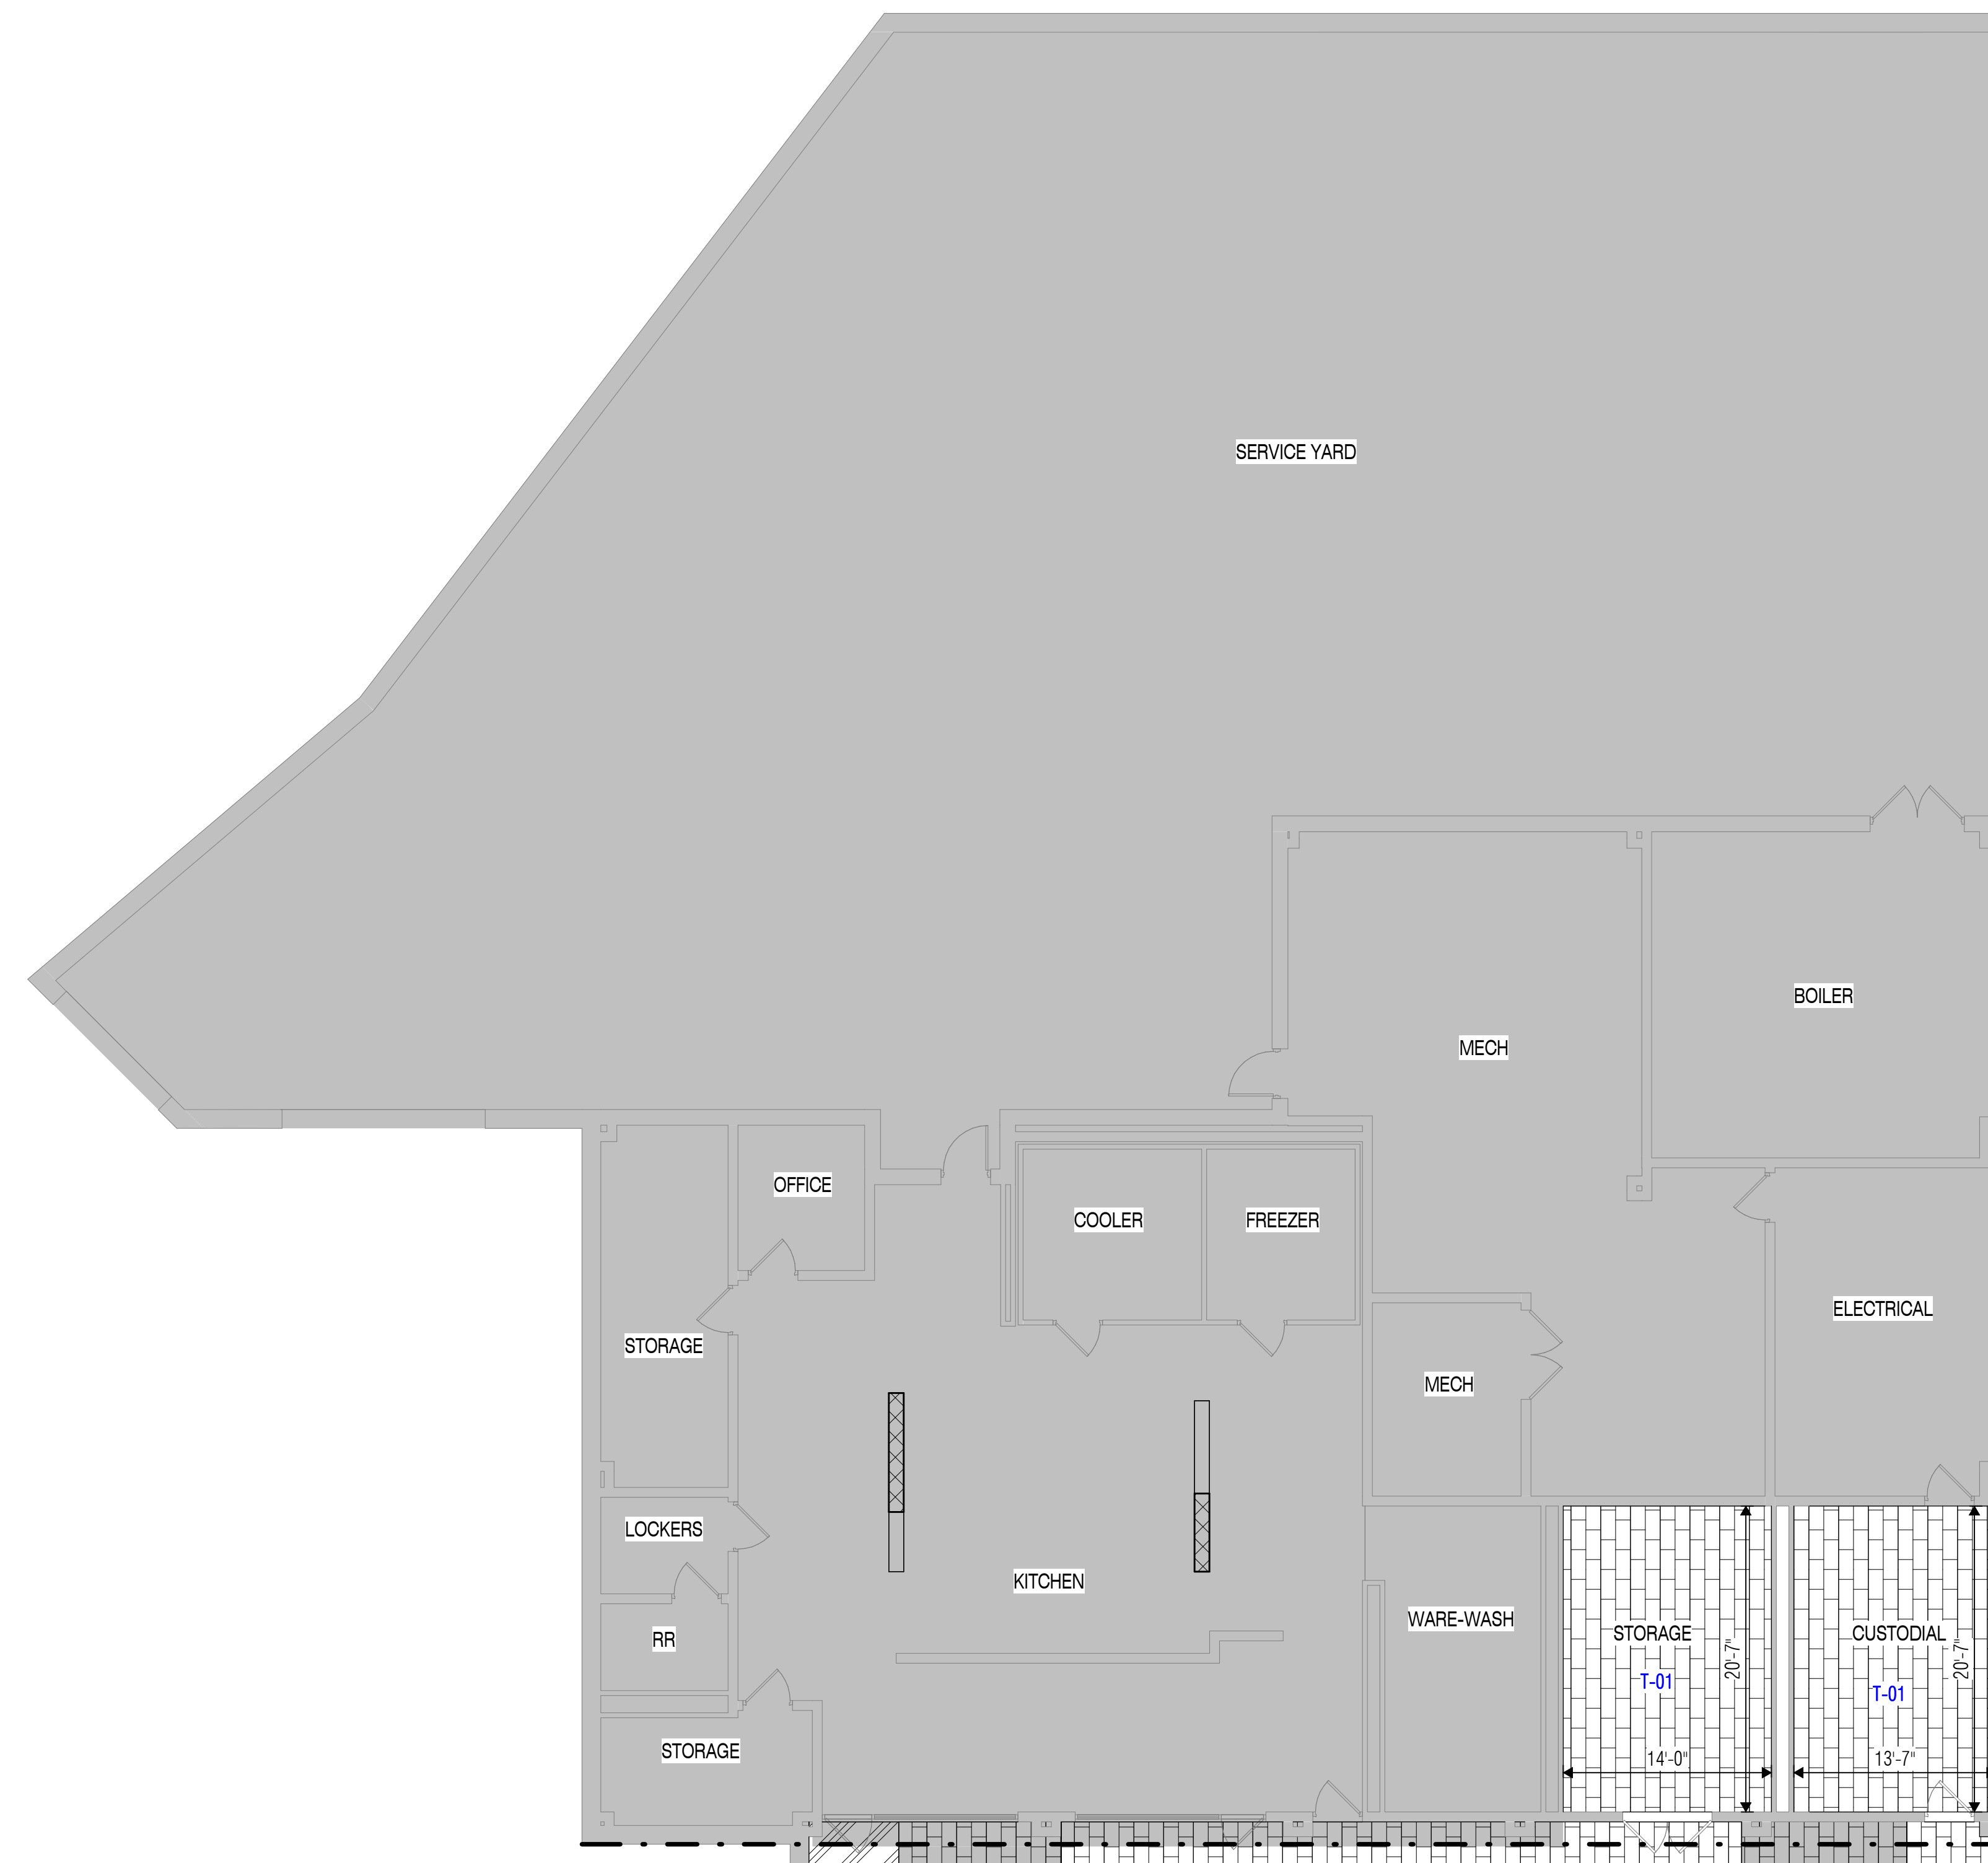 SERVICE YARD
BOILER
MECH
OFFICE
COOLER
FREEZER
ELECTRICAL
STORAGE
MECH
LOCKERS
KITCHEN
WARE-WASH
STORAGE
CUSTODIAL
RR
20'-7"
20'-7"
T-01
T-01
STORAGE
14'-0"
13'-7"